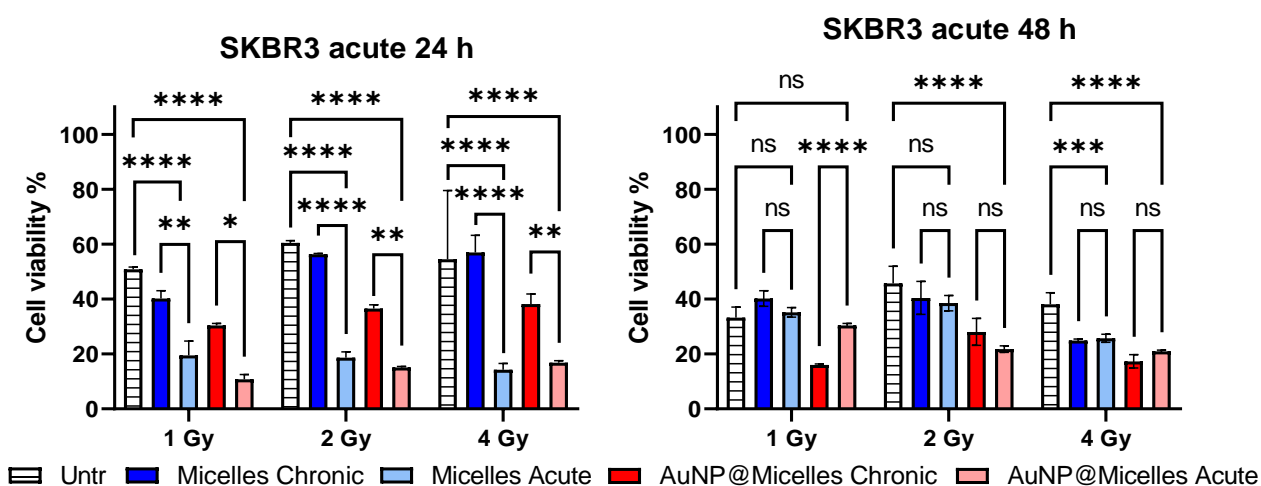 SKBR3 acute 24 h
Cell viability %
100
80
60
40
20
0
**** **** ****
**** **** ****
** * **** ** **** **
1 Gy 2 Gy 4 Gy
SKBR3 acute 48 h
Cell viability %
100
80
60
40
20
0
ns **** ****
ns **** ns ***
ns ns ns ns ns
1 Gy 2 Gy 4 Gy
Untr Micelles Chronic Micelles Acute AuNP@Micelles Chronic AuNP@Micelles Acute